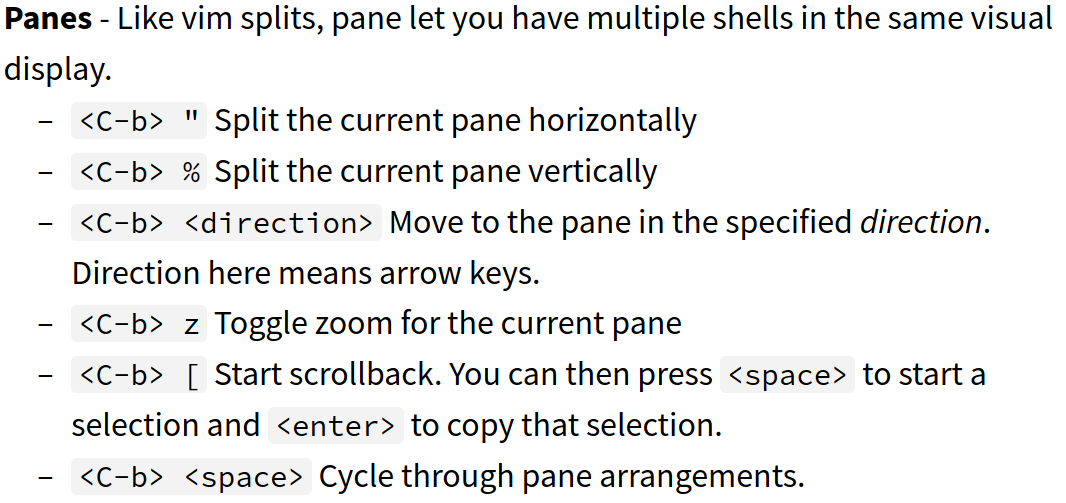 Panes - Like vim splits, pane let you have multiple shells in the same visual
display.
– <C-b> " Split the current pane horizontally
– <C-b> % Split the current pane vertically
– <C-b> <direction> Move to the pane in the specified direction.
Direction here means arrow keys.
– <C-b> z Toggle zoom for the current pane
– <C-b> [ Start scrollback. You can then press <space> to start a
selection and <enter> to copy that selection.
– <C-b> <space> Cycle through pane arrangements.